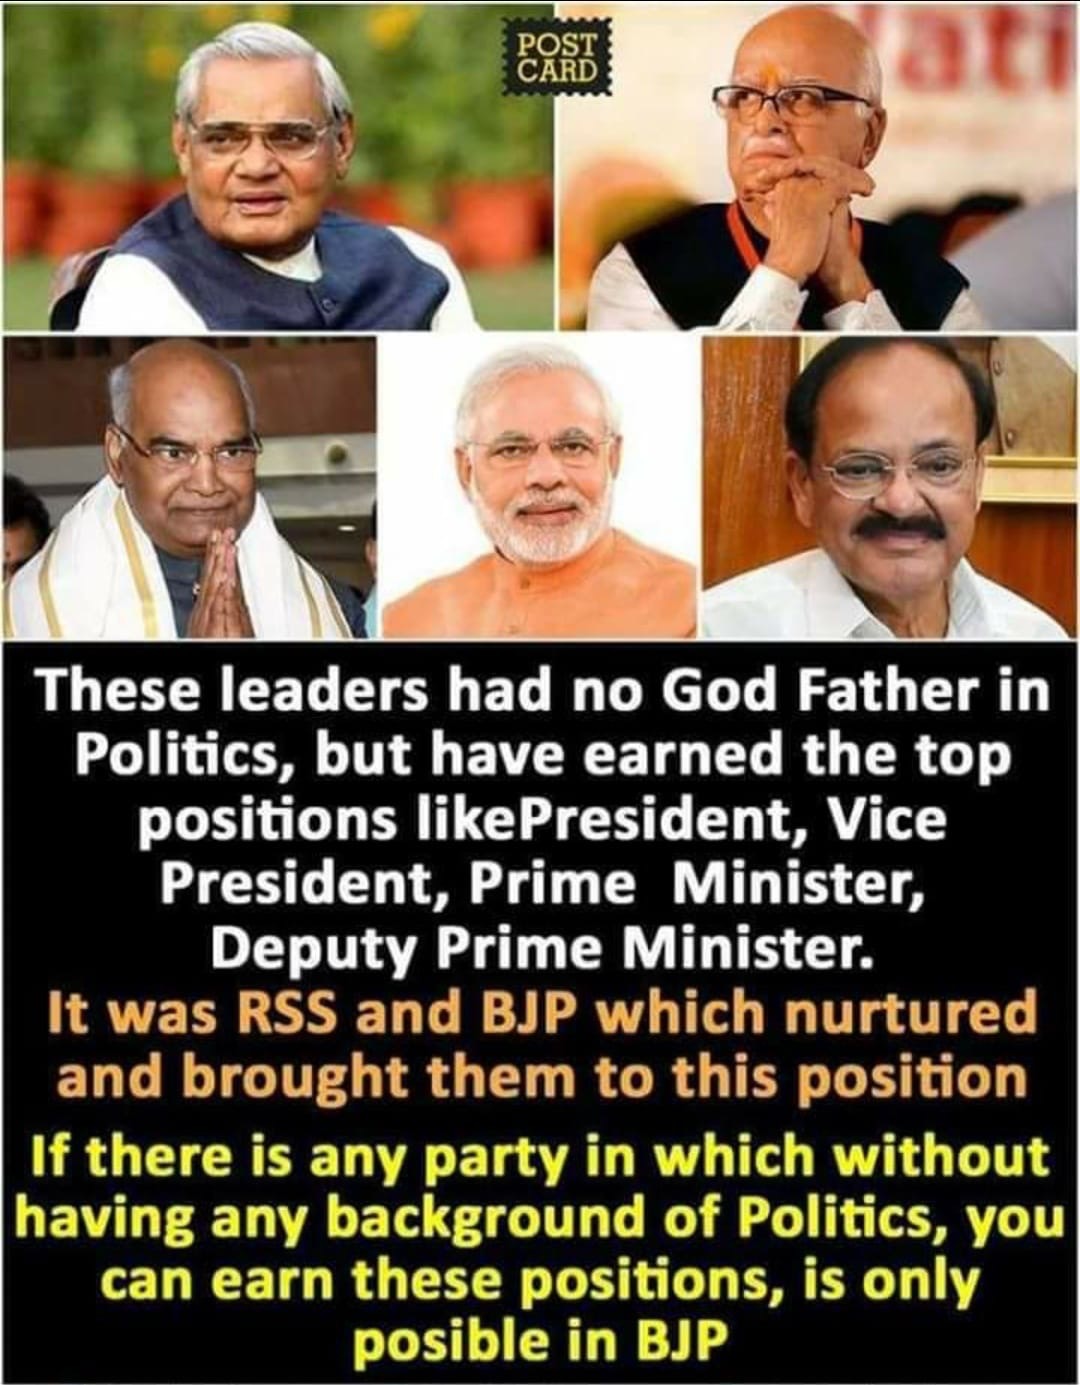 POST
CARD
ati
These leaders had no God Father in
Politics, but have earned the top
positions likePresident, Vice
President, Prime  Minister,
Deputy Prime Minister.
It was RSS and BJP which nurtured
and brought them to this position
If there is any party in which without
having any background of Politics, you
can earn these positions, is only
posible in BJP